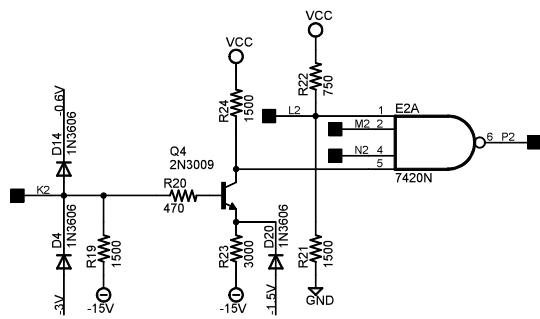 VCC
VCC
R22
750
R24
1500
L2
1
E2A
M2
2
-0.6V
D14
1N3606
Q4
2N3009
N2
4
6
P2
5
7420N
K2
R20
470
D4
1N3606
R19
1500
R23
3000
D20
1N3606
R21
1500
-3V
-15V
-15V
-1.5V
GND